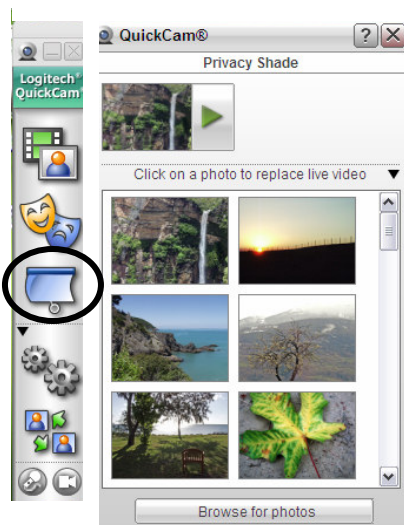 Logitech®
QuickCam®
QuickCam®
?
Privacy Shade
Click on a photo to replace live video
Browse for photos